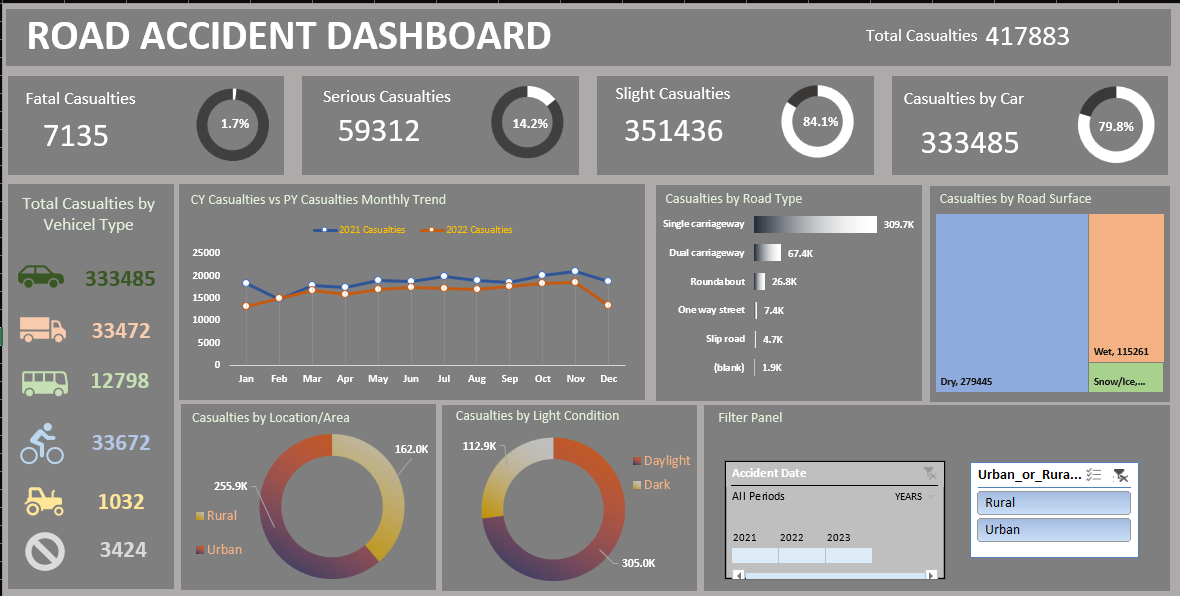 ROAD ACCIDENT DASHBOARD
Total Casualties 417883
Fatal Casualties
7135
1.7%
Serious Casualties
59312
14.2%
Slight Casualties
351436
84.1%
Casualties by Car
333485
79.8%
Total Casualties by
Vehicel Type
333485
33472
12798
33672
1032
3424
CY Casualties vs PY Casualties Monthly Trend
2021 Casualties 2022 Casualties
25000
20000
15000
10000
5000
0
Jan Feb Mar Apr May Jun Jul Aug Sep Oct Nov Dec
Casualties by Road Type
Single carriageway 309.7K
Dual carriageway 67.4K
Roundabout 26.8K
One way street 7.4K
Slip road 4.7K
(blank) 1.9K
Casualties by Road Surface
Dry, 279445
Wet, 115261
Snow/Ice,...
Casualties by Location/Area
162.0K
255.9K
Rural
Urban
Casualties by Light Condition
112.9K
Daylight
Dark
305.0K
Filter Panel
Accident Date
All Periods YEARS
2021 2022 2023
Urban_or_Rura...
Rural
Urban